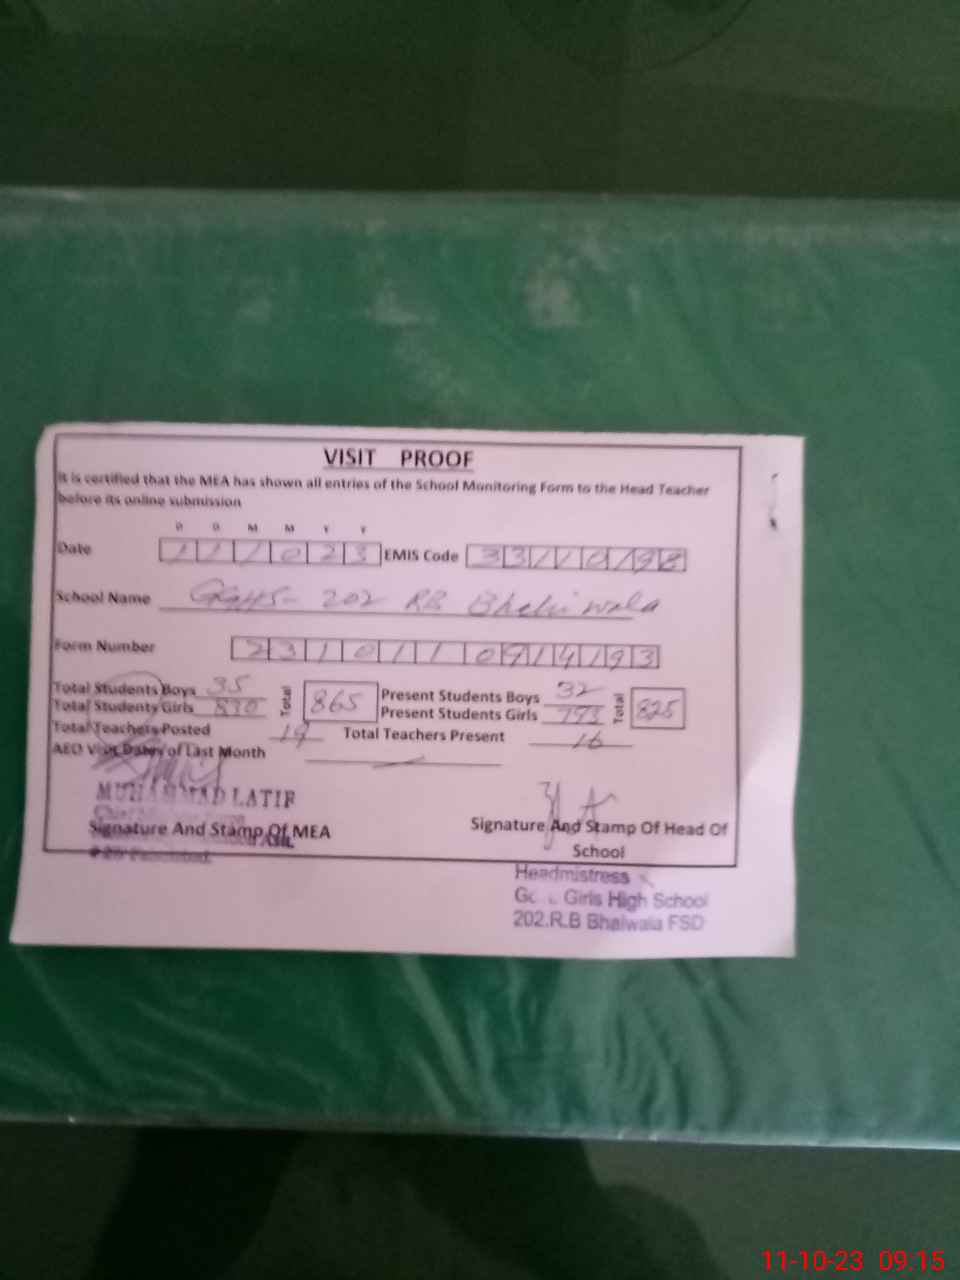 VISIT PROOF
It is certified that the MEA has shown all entries of the School Monitoring Form to the Head Teacher
before its online submission
D D M M Y Y
Date 1 1 1 0 2 3 EMIS Code 3 3 1 1 0 1 9 8
School Name GGHS- 202 RB
Form Number 2 3 1 0 1 1 0 9 1 4 1 9 3
Total Students Boys 35 Total 865 Present Students Boys 32 Total 825
Total Students Girls 830 Present Students Girls 793
Total Teachers Posted 19 Total Teachers Present 16
AEO Visit Dates of Last Month
MUHAMMAD LATIF
Signature And Stamp Of MEA
Signature And Stamp Of Head Of
School
Headmistress
Girls High School
202.R.B Bhaiwala FSD
11-10-23 09:15